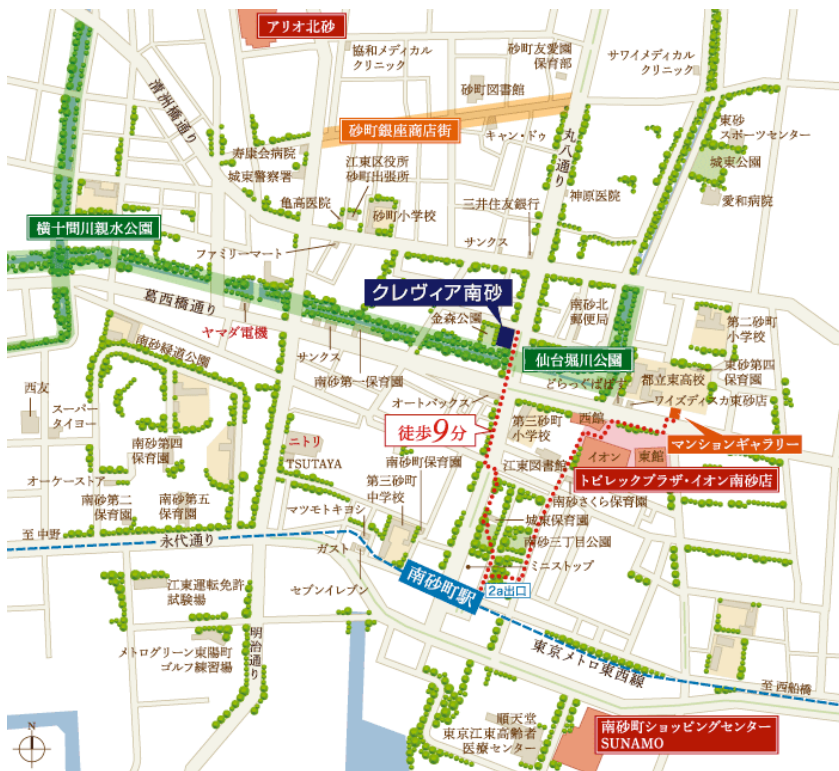 アリオ北砂
協和メディカル
クリニック
砂町友愛園
保育部
サワイメディカル
クリニック
清洲橋通り
砂町図書館
砂町銀座商店街
キャン・ドゥ
丸八通り
東砂
スポーツセンター
城東公園
寿康会病院
城東警察署
江東区役所
砂町出張所
亀高医院
砂町小学校
三井住友銀行
神原医院
愛和病院
横十間川親水公園
ファミリーマート
サンクス
クレヴィア南砂
葛西橋通り
ヤマダ電機
金森公園
南砂北
郵便局
第二砂町
小学校
南砂緑道公園
サンクス
南砂第一保育園
仙台堀川公園
どらっぐぱぱす
都立東高校
東砂第四
保育園
ワイズディスカ東砂店
西友
スーパー
タイヨー
オートバックス
徒歩9分
第三砂町
小学校
西館
マンションギャラリー
南砂第四
保育園
ニトリ
TSUTAYA
南砂町保育園
江東図書館
イオン
東館
トピレックプラザ・イオン南砂店
オーケーストア
第三砂町
中学校
南砂第二
保育園
南砂第五
保育園
マツモトキヨシ
南砂さくら保育園
城東保育園
至 中野
永代通り
ガスト
南砂三丁目公園
ミニストップ
南砂町駅
2a出口
江東運転免許
試験場
セブンイレブン
明治通り
メトログリーン東陽町
ゴルフ練習場
東京メトロ東西線
至 西船橋
順天堂
東京江東高齢者
医療センター
南砂町ショッピングセンター
SUNAMO
N